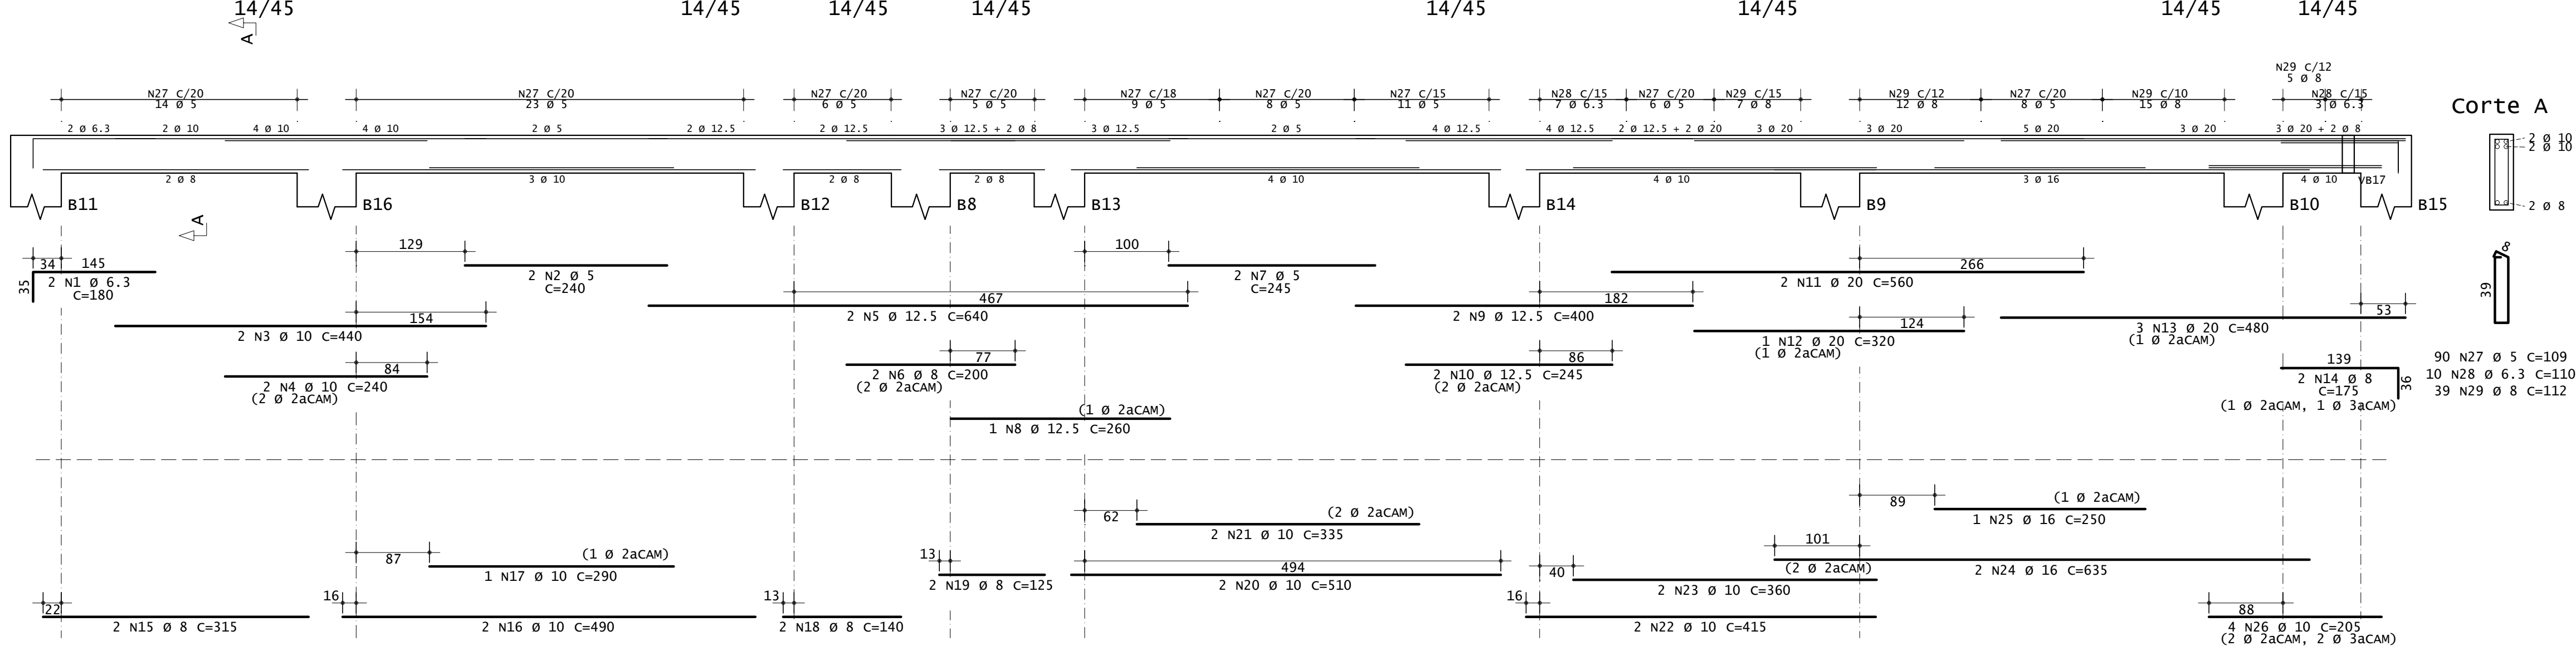 14/45 14/45 14/45 14/45 14/45 14/45 14/45 14/45
A
N29 C/12
5 Ø 8
N27 C/20 N27 C/20 N27 C/20 N27 C/20 N27 C/18 N27 C/20 N27 C/15 N28 C/15 N27 C/20 N29 C/15 N29 C/12 N27 C/20 N29 C/10 N28 C/15
14 Ø 5 23 Ø 5 6 Ø 5 5 Ø 5 9 Ø 5 8 Ø 5 11 Ø 5 7 Ø 6.3 6 Ø 5 7 Ø 8 12 Ø 8 8 Ø 5 15 Ø 8 3 Ø 6.3
Corte A
2 Ø 6.3 2 Ø 10 4 Ø 10 4 Ø 10 2 Ø 5 2 Ø 12.5 2 Ø 12.5 3 Ø 12.5 + 2 Ø 8 3 Ø 12.5 2 Ø 5 4 Ø 12.5 4 Ø 12.5 2 Ø 12.5 + 2 Ø 20 3 Ø 20 3 Ø 20 5 Ø 20 3 Ø 20 3 Ø 20 + 2 Ø 8
2 Ø 10
2 Ø 10
2 Ø 8 3 Ø 10 2 Ø 8 2 Ø 8 4 Ø 10 4 Ø 10 3 Ø 16 4 Ø 10 VB17
B11 B16 B12 B8 B13 B14 B9 B10 B15 2 Ø 8
A
34 145
35
2 N1 Ø 6.3
C=180
129
2 N2 Ø 5
C=240
154
2 N3 Ø 10 C=440
84
2 N4 Ø 10 C=240
(2 Ø 2aCAM)
467
2 N5 Ø 12.5 C=640
77
2 N6 Ø 8 C=200
(2 Ø 2aCAM)
100
2 N7 Ø 5
C=245
(1 Ø 2aCAM)
1 N8 Ø 12.5 C=260
182
2 N9 Ø 12.5 C=400
86
2 N10 Ø 12.5 C=245
(2 Ø 2aCAM)
266
2 N11 Ø 20 C=560
124
1 N12 Ø 20 C=320
(1 Ø 2aCAM)
53
3 N13 Ø 20 C=480
(1 Ø 2aCAM)
139
36
2 N14 Ø 8
C=175
(1 Ø 2aCAM, 1 Ø 3aCAM)
8
39
90 N27 Ø 5 C=109
10 N28 Ø 6.3 C=110
39 N29 Ø 8 C=112
22
2 N15 Ø 8 C=315
16
2 N16 Ø 10 C=490
87
(1 Ø 2aCAM)
1 N17 Ø 10 C=290
13
2 N18 Ø 8 C=140
13
2 N19 Ø 8 C=125
494
2 N20 Ø 10 C=510
62
(2 Ø 2aCAM)
2 N21 Ø 10 C=335
16
2 N22 Ø 10 C=415
40
(2 Ø 2aCAM)
2 N23 Ø 10 C=360
101
2 N24 Ø 16 C=635
89
(1 Ø 2aCAM)
1 N25 Ø 16 C=250
88
4 N26 Ø 10 C=205
(2 Ø 2aCAM, 2 Ø 3aCAM)